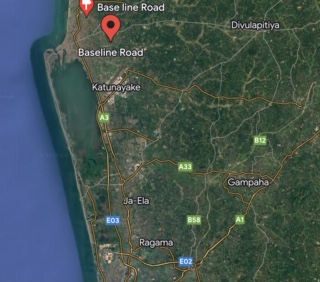 Base line Road
Divulapitiya
Baseline Road
Katunayake
A3
B12
A33
Gampaha
Ja-Ela
E03
B58
A1
Ragama
E02